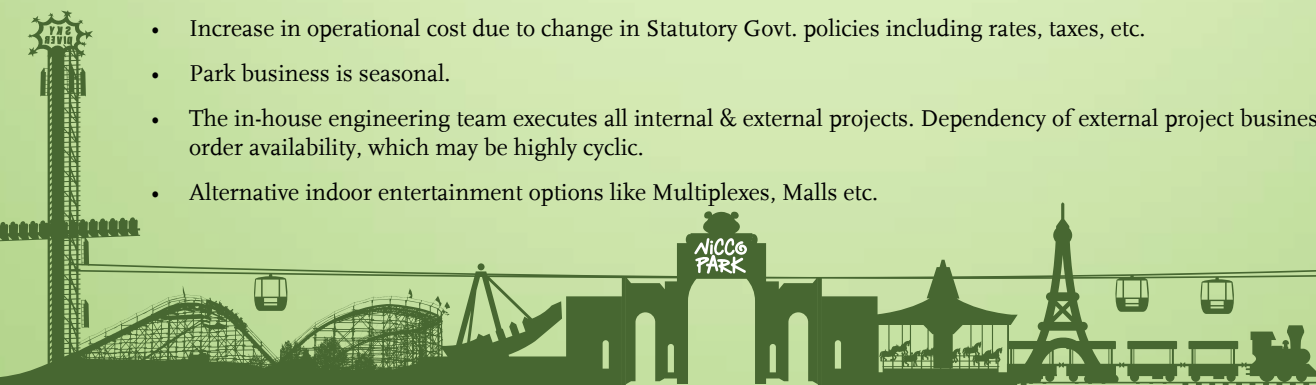 • Increase in operational cost due to change in Statutory Govt. policies including rates, taxes, etc.
• Park business is seasonal.
• The in-house engineering team executes all internal & external projects. Dependency of external project
order availability, which may be highly cyclic.
• Alternative indoor entertainment options like Multiplexes, Malls etc.
SKY
DIVER
NiCCO
PARK